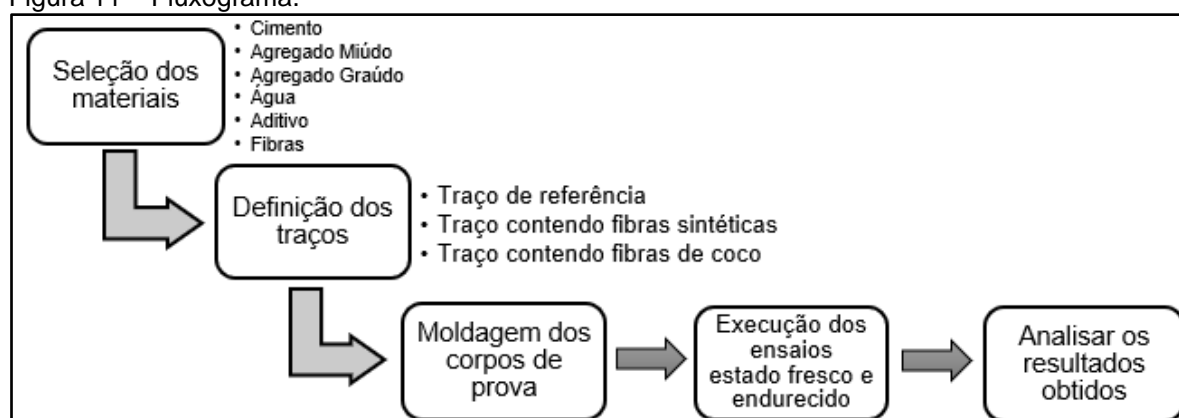 Figura 11 – Fluxograma.
Seleção dos
materiais
• Cimento
• Agregado Miúdo
• Agregado Graúdo
• Água
• Aditivo
• Fibras
Definição dos
traços
• Traço de referência
• Traço contendo fibras sintéticas
• Traço contendo fibras de coco
Moldagem dos
corpos de
prova
Execução dos
ensaios
estado fresco e
endurecido
Analisar os
resultados
obtidos